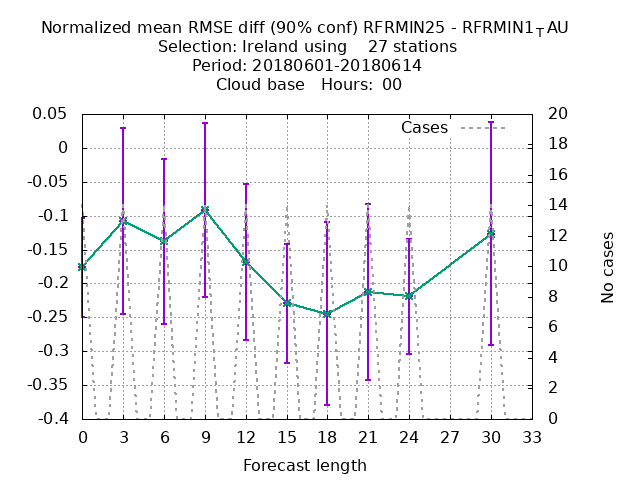 Normalized mean RMSE diff (90% conf) RFRMIN25 - RFRMIN1TAU
Selection: Ireland using 27 stations
Period: 20180601-20180614
Cloud base Hours: 00
Cases
0.05
0
-0.05
-0.1
-0.15
-0.2
-0.25
-0.3
-0.35
-0.4
20
18
16
14
12
10
8
6
4
2
0
No cases
0 3 6 9 12 15 18 21 24 27 30 33
Forecast length